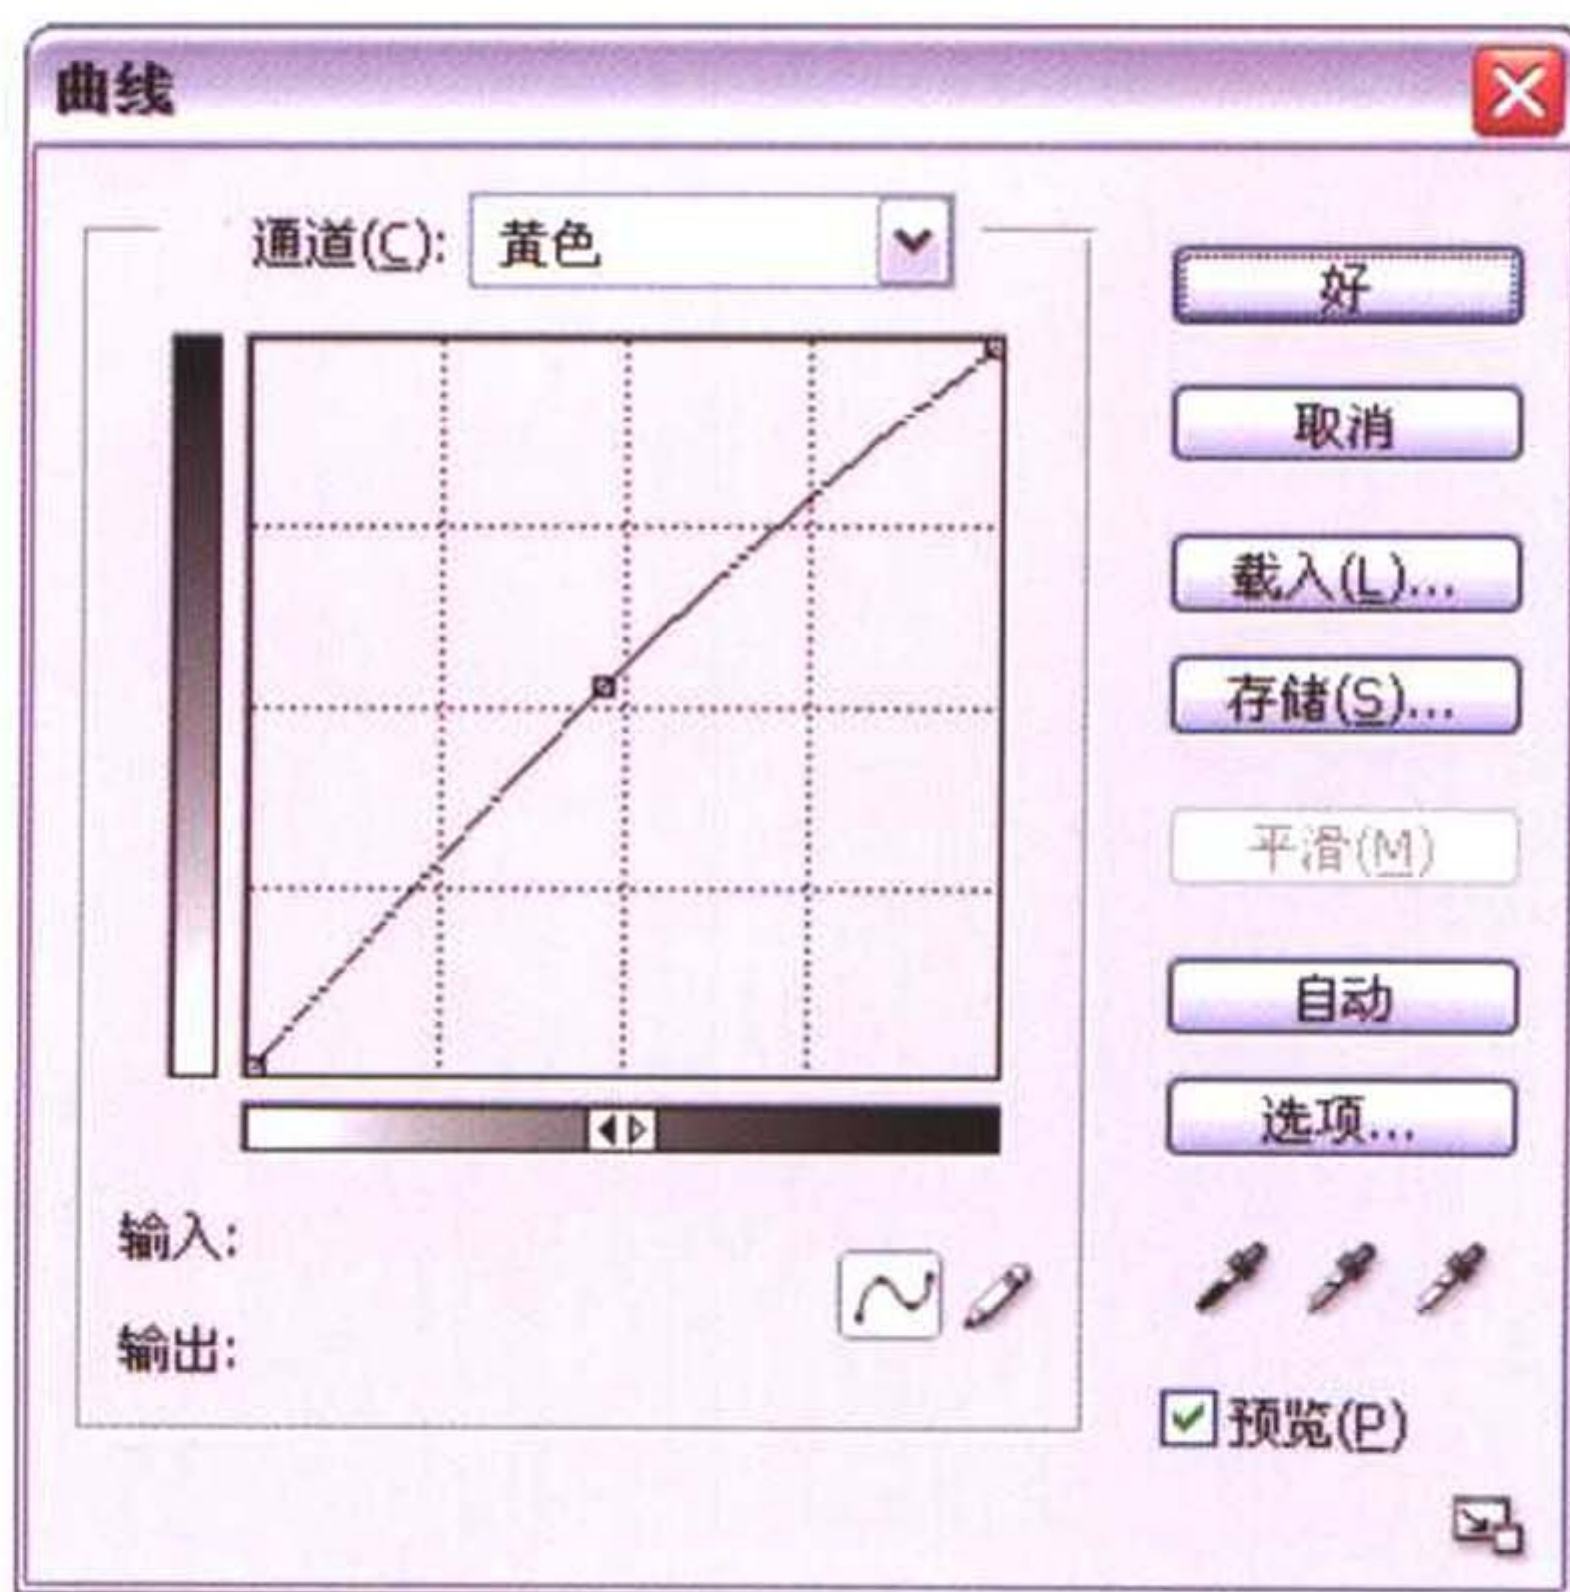 曲线
通道(C): 黄色
好
取消
载入(L)...
存储(S)...
平滑(M)
自动
选项...
输入:
输出:
预览(P)